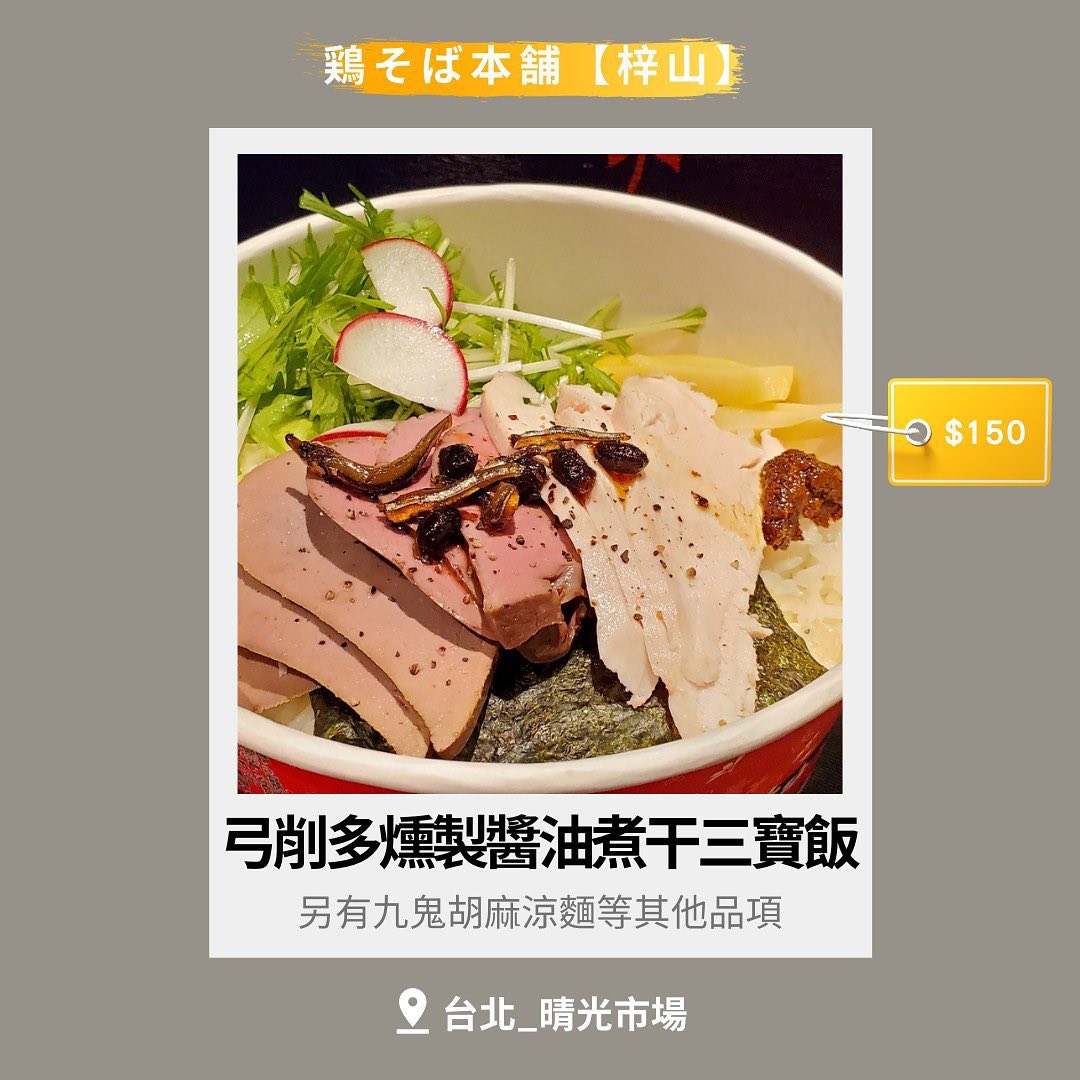 鶏そば本舗【梓山】
$150
弓削多燻製醬油煮干三寶飯
另有九鬼胡麻涼麵等其他品項
台北_晴光市場